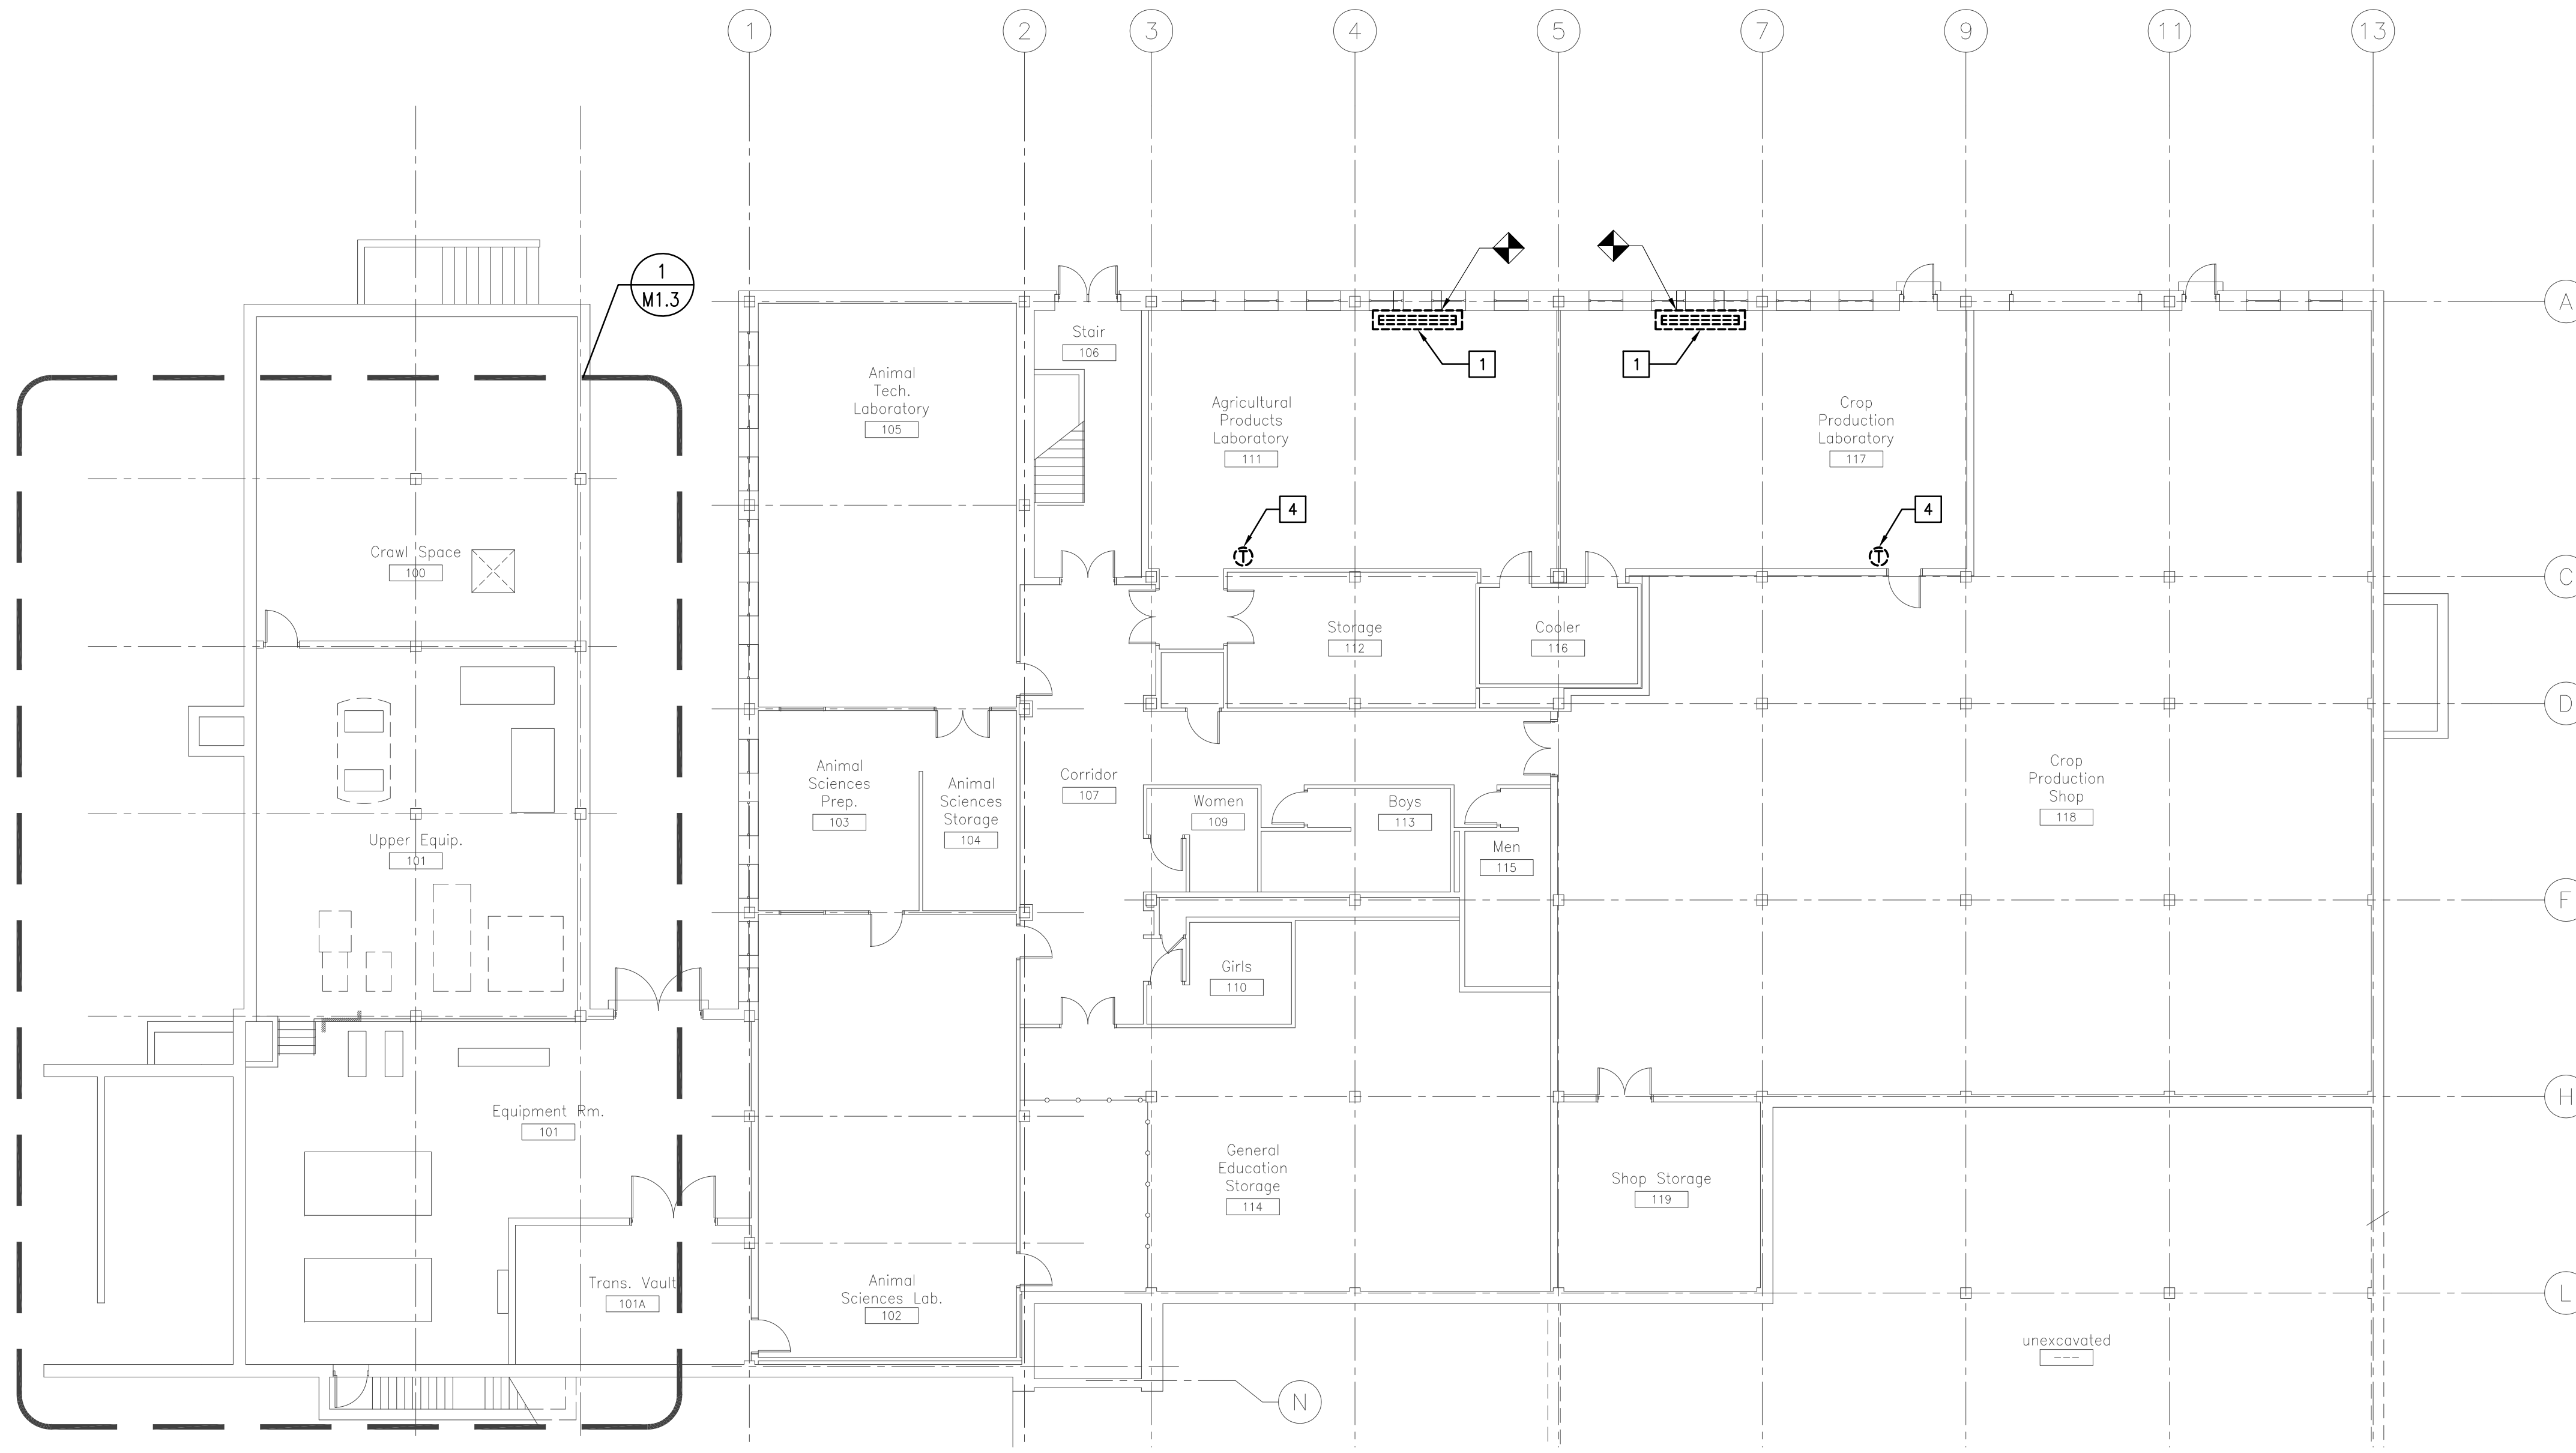 1
2
3
4
5
7
9
11
13
1
M1.3
A
Stair
106
1
1
Animal
Tech.
Laboratory
105
Agricultural
Products
Laboratory
111
Crop
Production
Laboratory
117
4
4
T
T
Crawl Space
100
C
Storage
112
Cooler
116
D
Animal
Sciences
Prep.
103
Animal
Sciences
Storage
104
Corridor
107
Women
109
Boys
113
Men
115
Crop
Production
Shop
118
Upper Equip.
101
F
Girls
110
Equipment Rm.
101
H
General
Education
Storage
114
Shop Storage
119
Trans. Vault
101A
Animal
Sciences Lab.
102
L
unexcavated
---
N